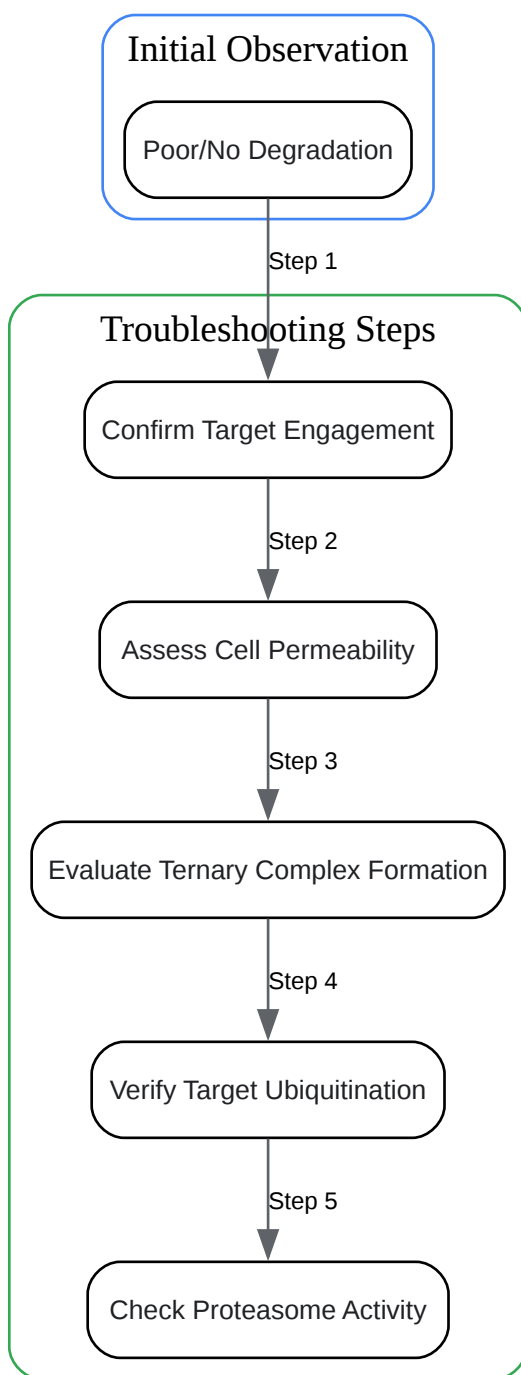 Initial Observation
Poor/No Degradation
Step 1
Troubleshooting Steps
Confirm Target Engagement
Step 2
Assess Cell Permeability
Step 3
Evaluate Ternary Complex Formation
Step 4
Verify Target Ubiquitination
Step 5
Check Proteasome Activity